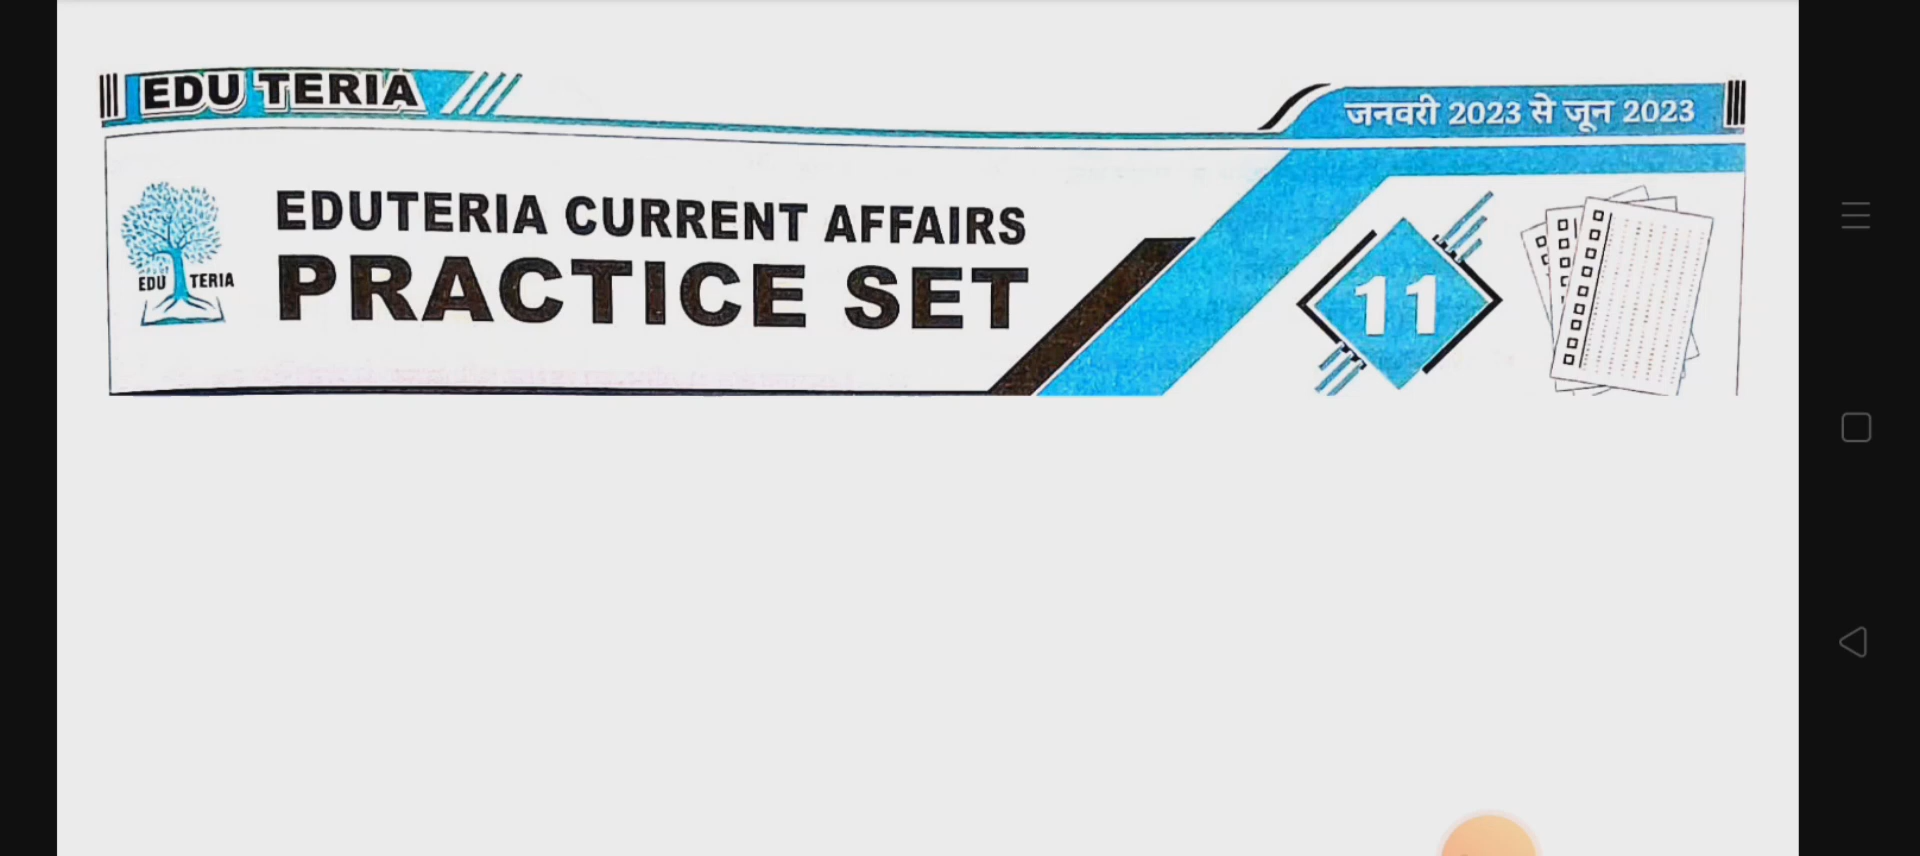 EDU TERIA
जनवरी 2023 से जून 2023
EDUTERIA CURRENT AFFAIRS
PRACTICE SET
11
EDU TERIA